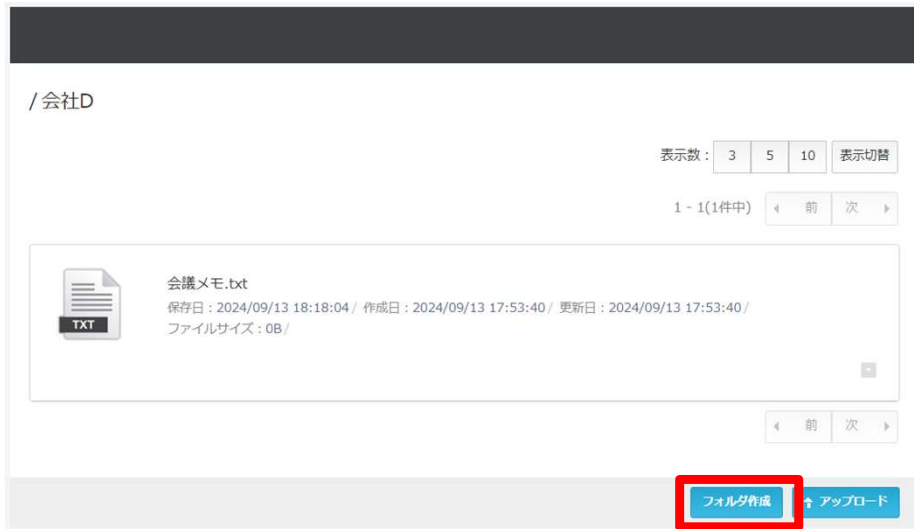 / 会社D
表示数： 3 5 10 表示切替
1 - 1(1件中) 前 次
会議メモ.txt
保存日：2024/09/13 18:18:04 / 作成日：2024/09/13 17:53:40 / 更新日：2024/09/13 17:53:40 /
ファイルサイズ：0B /
TXT
前 次
フォルダ作成 アップロード